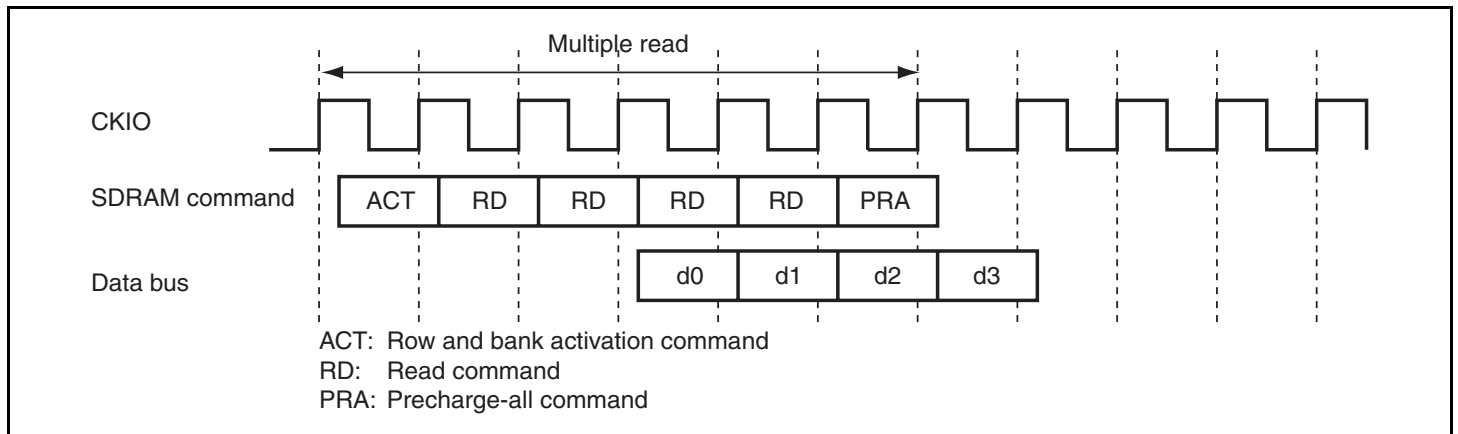 Multiple read
CKIO
SDRAM command ACT RD RD RD RD PRA
Data bus d0 d1 d2 d3
ACT: Row and bank activation command
RD: Read command
PRA: Precharge-all command